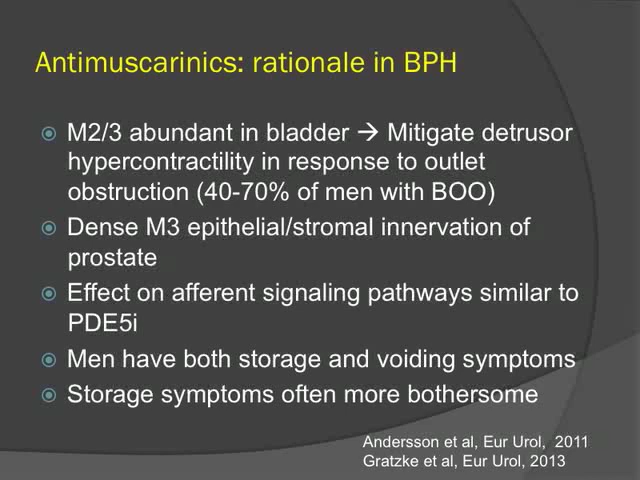 Antimuscarinics: rationale in BPH
M2/3 abundant in bladder → Mitigate detrusor
hypercontractility in response to outlet
obstruction (40-70% of men with BOO)
Dense M3 epithelial/stromal innervation of
prostate
Effect on afferent signaling pathways similar to
PDE5i
Men have both storage and voiding symptoms
Storage symptoms often more bothersome
Andersson et al, Eur Urol, 2011
Gratzke et al, Eur Urol, 2013